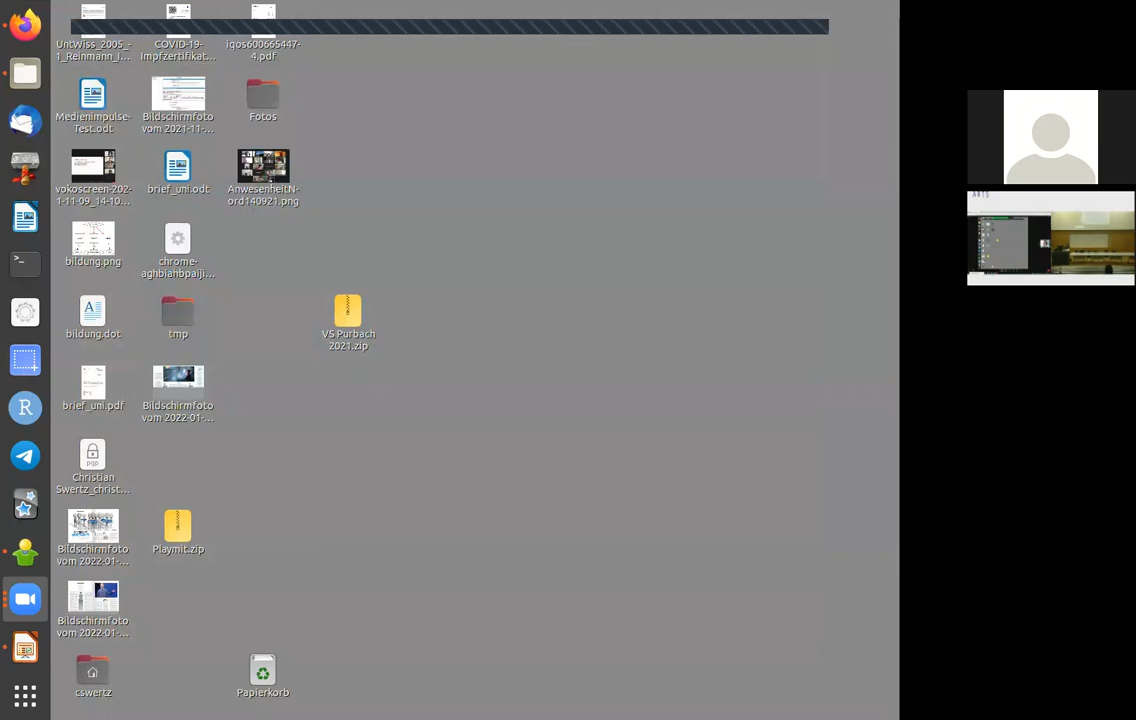 UntWiss_2005_-
1_Reinmann_I...
COVID-19-
Impfzertifikat...
iqos600665447-
4.pdf
Medienimpulse-
Test.odt
Bildschirmfoto
vom 2021-11-...
Fotos
vokoscreen-202-
1-11-09_14-10...
brief_uni.odt
AnwesenheitN-
ord140921.png
bildung.png
chrome-
aghbiahbpaiji...
bildung.dot
tmp
VS Purbach
2021.zip
brief_uni.pdf
Bildschirmfoto
vom 2022-01-...
PGP
Christian
Swertz_christ...
Bildschirmfoto
vom 2022-01-...
Playmit.zip
Bildschirmfoto
vom 2022-01-...
cswertz
Papierkorb
R